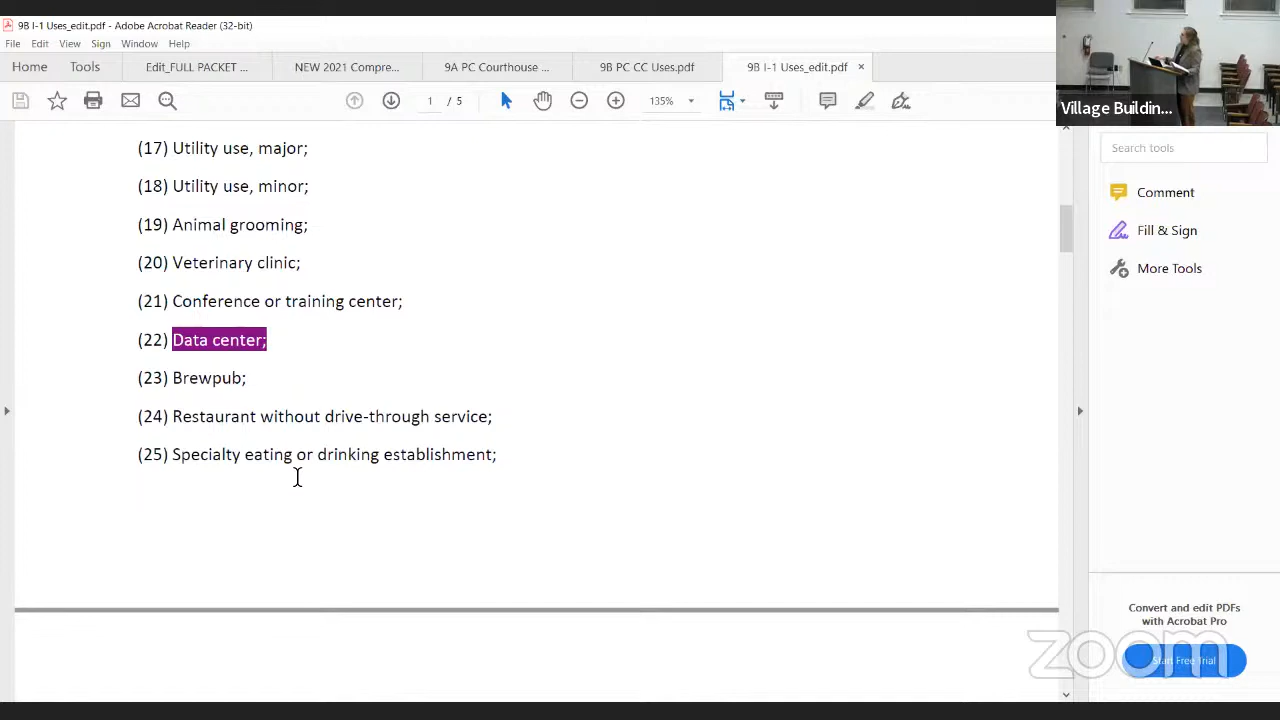 9B I-1 Uses_edit.pdf - Adobe Acrobat Reader (32-bit)
File Edit View Sign Window Help
Home Tools Edit_FULL PACKET ... NEW 2021 Compre... 9A PC Courthouse ... 9B PC CC Uses.pdf 9B I-1 Uses_edit.pdf ×
1 / 5 135%
Village Buildin...
(17) Utility use, major;
(18) Utility use, minor;
(19) Animal grooming;
(20) Veterinary clinic;
(21) Conference or training center;
(22) Data center;
(23) Brewpub;
(24) Restaurant without drive-through service;
(25) Specialty eating or drinking establishment;
Search tools
Comment
Fill & Sign
More Tools
Convert and edit PDFs
with Acrobat Pro
Start Free Trial
zoom